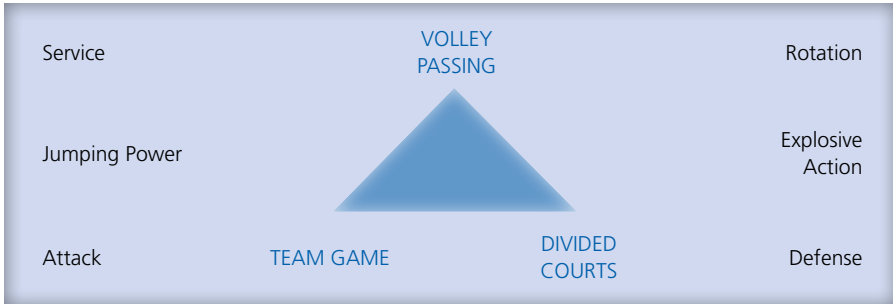 Service
VOLLEY
PASSING
Rotation
Jumping Power
Explosive
Action
Attack
TEAM GAME
DIVIDED
COURTS
Defense